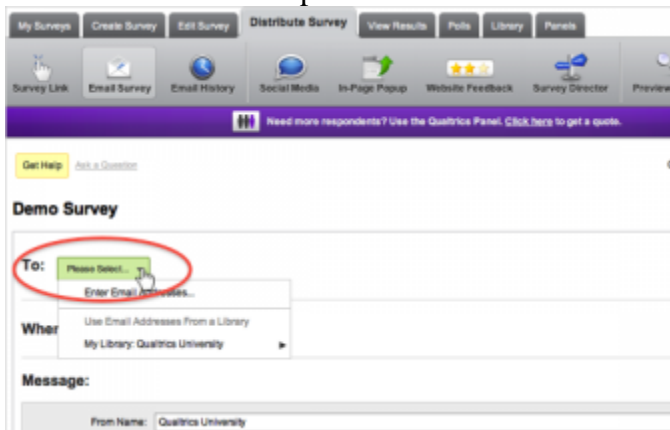 My Surveys Create Survey Edit Survey Distribute Survey View Results Polls Library Panels
Survey Link Email Survey Email History Social Media In-Page Popup Website Feedback Survey Director Preview
Need more respondents? Use the Qualtrics Panel. Click here to get a quote.
Get Help Ask a Question
Demo Survey
To: Please Select...
Enter Email Addresses...
Use Email Addresses From a Library
My Library: Qualtrics University
Message:
From Name: Qualtrics University